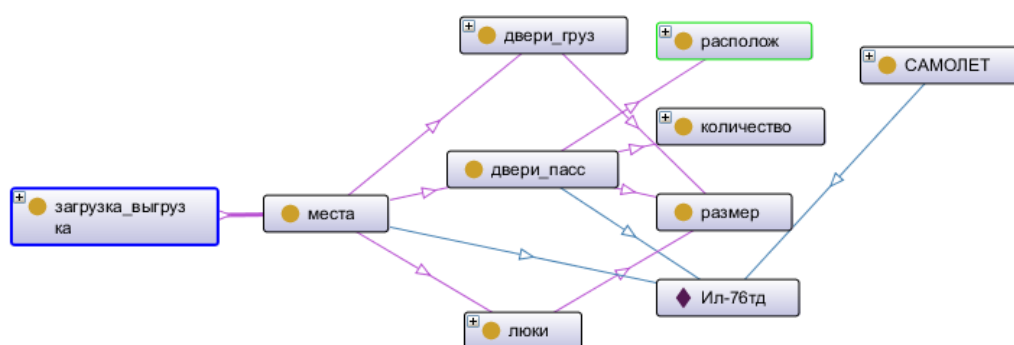 двери_груз
располож
САМОЛЕТ
количество
двери_пасс
загрузка_выгруз
ка
места
размер
Ил-76тд
люки